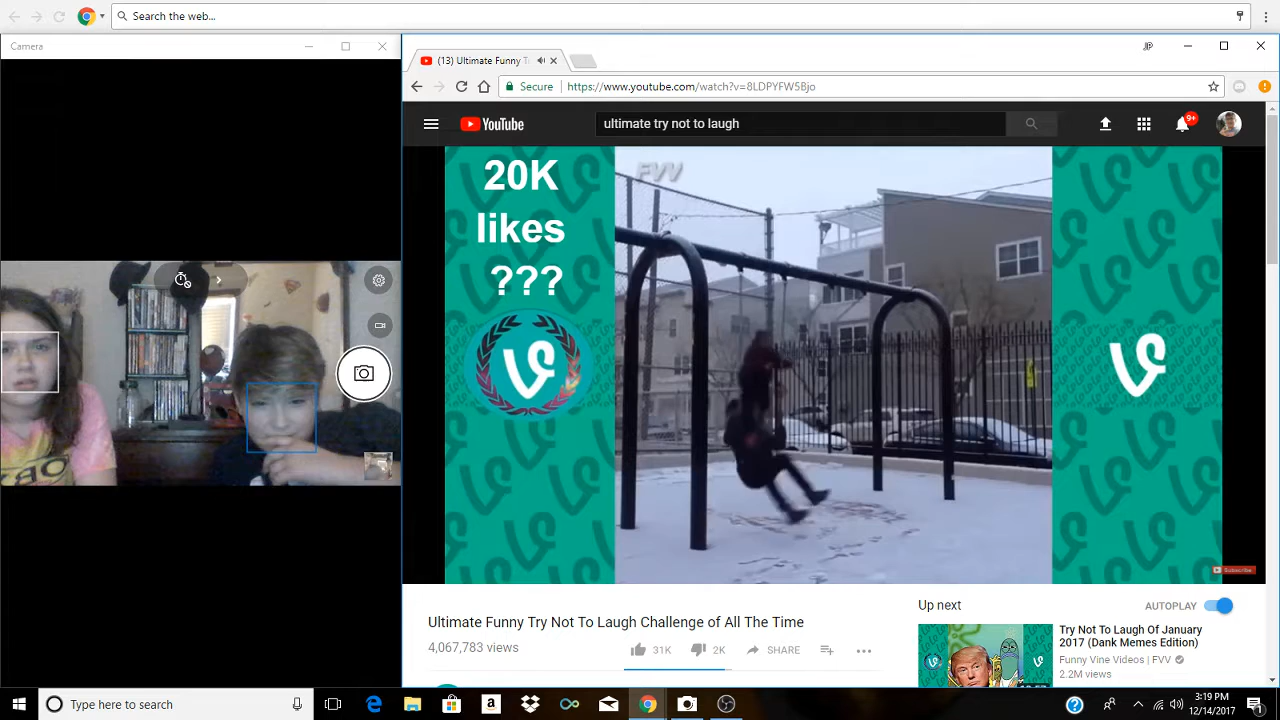 Search the web...
Camera
(13) Ultimate Funny T
JP
Secure
https://www.youtube.com/watch?v=8LDPYFW5Bjo
YouTube
ultimate try not to laugh
9+
20K
likes
???
FVV
Subscribe
Ultimate Funny Try Not To Laugh Challenge of All The Time
4,067,783 views
31K
2K
SHARE
Up next
AUTOPLAY
Try Not To Laugh Of January
2017 (Dank Memes Edition)
Funny Vine Videos | FVV
2.2M views
Type here to search
3:19 PM
12/14/2017